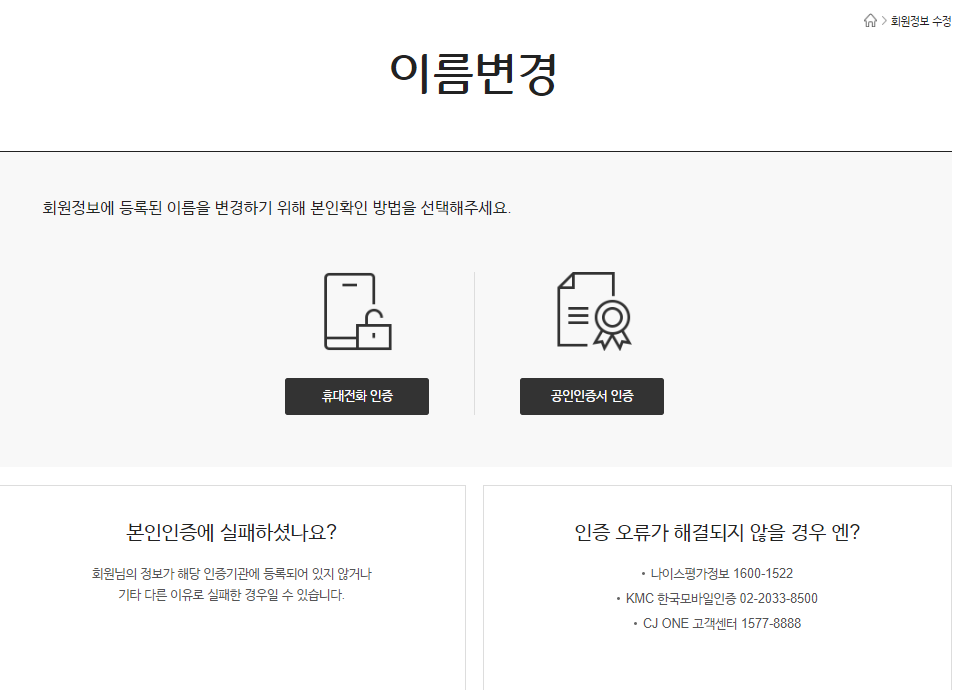 > 회원정보 수정
이름변경
회원정보에 등록된 이름을 변경하기 위해 본인확인 방법을 선택해주세요.
휴대전화 인증
공인인증서 인증
본인인증에 실패하셨나요?
회원님의 정보가 해당 인증기관에 등록되어 있지 않거나
기타 다른 이유로 실패한 경우일 수 있습니다.
인증 오류가 해결되지 않을 경우 엔?
• 나이스평가정보 1600-1522
• KMC 한국모바일인증 02-2033-8500
• CJ ONE 고객센터 1577-8888